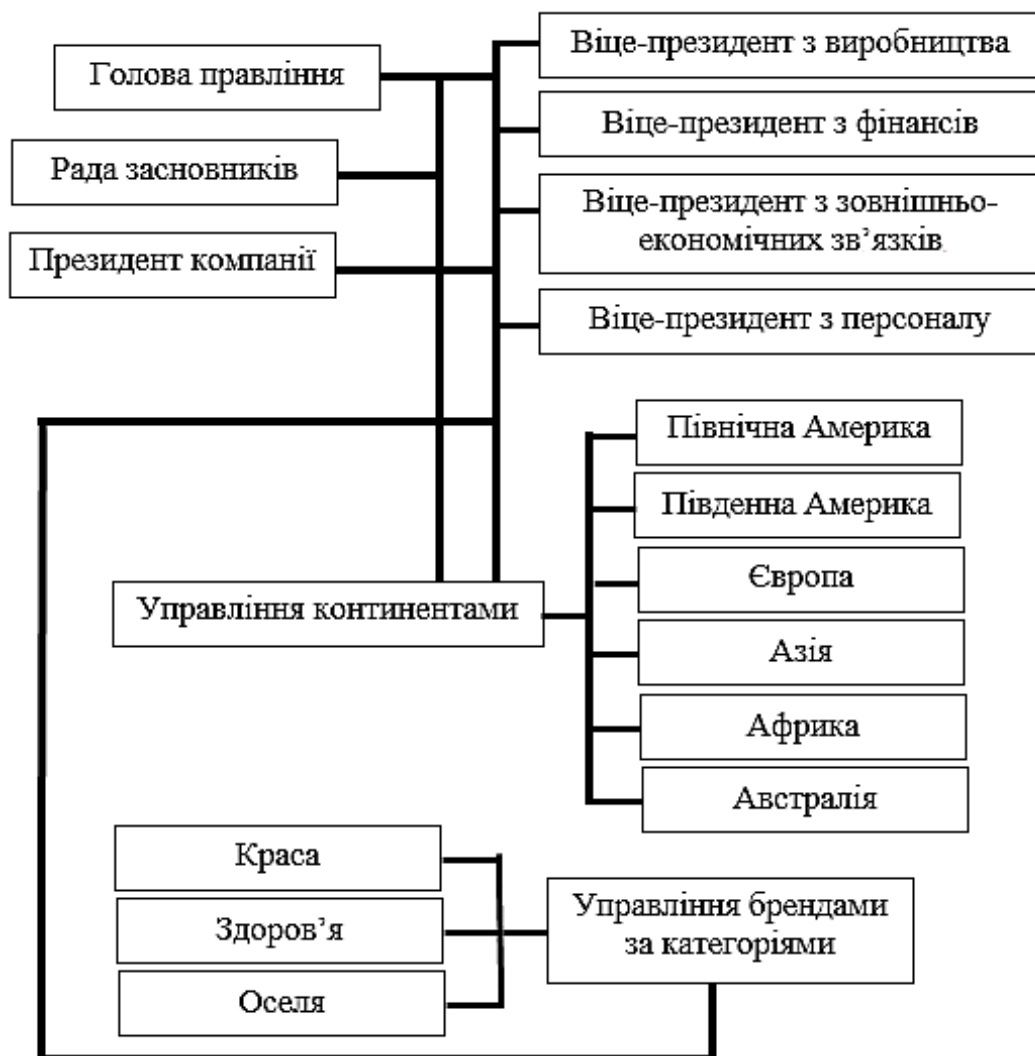 Голова правління
Рада засновників
Президент компанії
Віце-президент з виробництва
Віце-президент з фінансів
Віце-президент з зовнішньо-
економічних зв’язків
Віце-президент з персоналу
Управління континентами
Північна Америка
Південна Америка
Європа
Азія
Африка
Австралія
Краса
Здоров’я
Оселя
Управління брендами
за категоріями